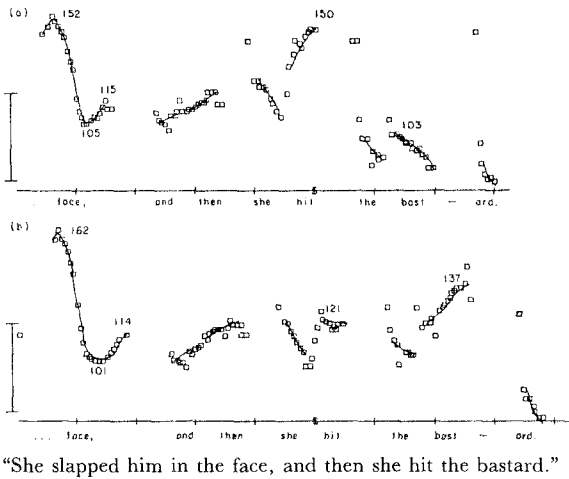 (a) 152 150
115
105 103
.. face, and then she hit the bast – ard.
(b) 162 137
114 121
101
... face, and then she hit the bast – ard.
“She slapped him in the face, and then she hit the bastard.”